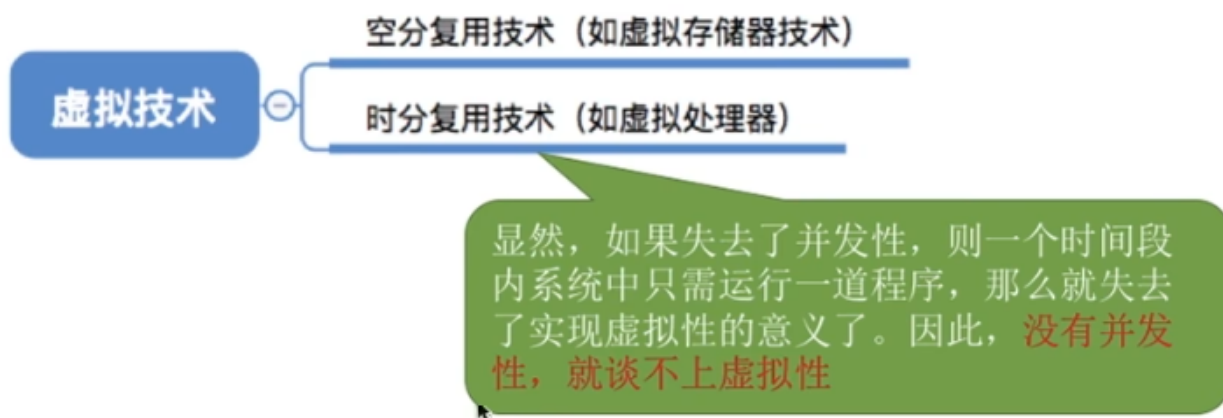 空分复用技术（如虚拟存储器技术）
虚拟技术
时分复用技术（如虚拟处理器）
显然，如果失去了并发性，则一个时间段
内系统中只需运行一道程序，那么就失去
了实现虚拟性的意义了。因此，没有并发
性，就谈不上虚拟性